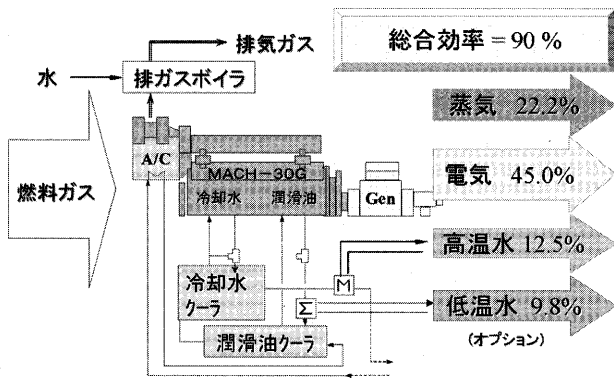 排気ガス
総合効率 = 90 %
水
排ガスボイラ
蒸気 22.2%
A/C
MACH-30G
冷却水 潤滑油
Gen
燃料ガス
電気 45.0%
高温水 12.5%
M
冷却水
クーラ
Σ
低温水 9.8%
(オプション)
潤滑油クーラ